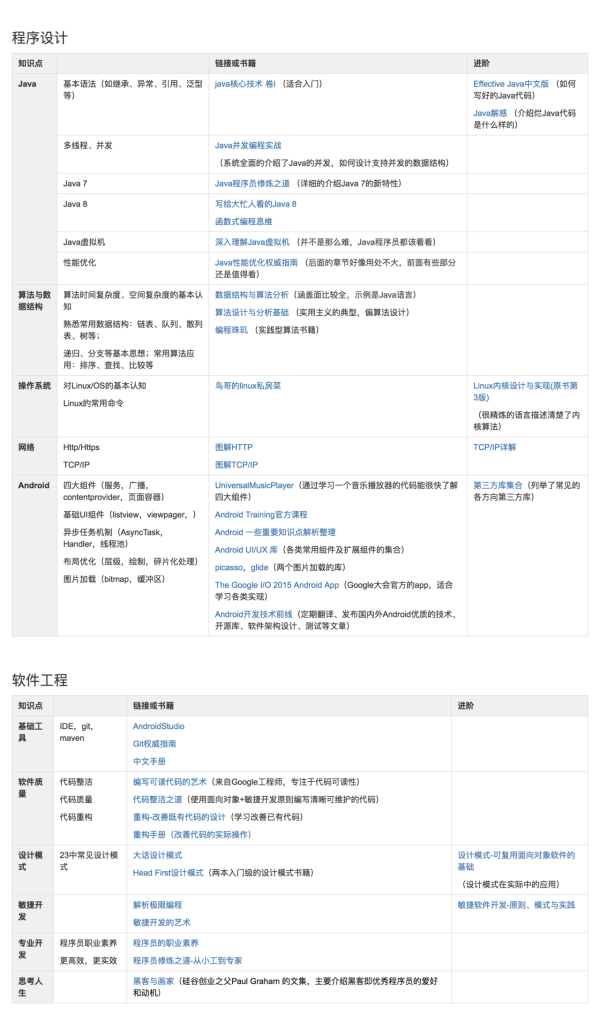 程序设计
知识点
链接或书籍
进阶
Java
基本语法（如继承、异常、引用、泛型
等）
java核心技术 卷I （适合入门）
Effective Java中文版 （如何
写好的Java代码）
Java解惑 （介绍烂Java代码
是什么样的）
多线程、并发
Java并发编程实战
（系统全面的介绍了Java的并发，如何设计支持并发的数据结构）
Java 7
Java程序员修炼之道 （详细的介绍Java 7的新特性）
Java 8
写给大忙人看的Java 8
函数式编程思维
Java虚拟机
深入理解Java虚拟机 （并不是那么难，Java程序员都该看看）
性能优化
Java性能优化权威指南 （后面的章节好像用处不大，前面有些部分
还是值得看）
算法与数
据结构
算法时间复杂度、空间复杂度的基本认
知
熟悉常用数据结构：链表、队列、散列
表、树等；
递归、分支等基本思想；常用算法应
用：排序、查找、比较等
数据结构与算法分析（涵盖面比较全，示例是Java语言）
算法设计与分析基础 （实用主义的典型，偏算法设计）
编程珠玑 （实践型算法书籍）
操作系统
对Linux/OS的基本认知
Linux的常用命令
鸟哥的linux私房菜
Linux内核设计与实现(原书第
3版)
（很精炼的语言描述清楚了内
核算法）
网络
Http/Https
TCP/IP
图解HTTP
图解TCP/IP
TCP/IP详解
Android
四大组件（服务，广播，
contentprovider，页面容器）
基础UI组件（listview，viewpager，）
异步任务机制（AsyncTask，
Handler，线程池）
布局优化（层级，绘制，碎片化处理）
图片加载（bitmap，缓冲区）
UniversalMusicPlayer（通过学习一个音乐播放器的代码能很快了解
四大组件）
Android Training官方课程
Android 一些重要知识点解析整理
Android UI/UX 库（各类常用组件及扩展组件的集合）
picasso，glide（两个图片加载的库）
The Google I/O 2015 Android App（Google大会官方的app，适合
学习各类实现）
Android开发技术前线（定期翻译、发布国内外Android优质的技术、
开源库、软件架构设计、测试等文章）
第三方库集合（列举了常见的
各方向第三方库）
软件工程
知识点
链接或书籍
进阶
基础工
具
IDE，git，
maven
AndroidStudio
Git权威指南
中文手册
软件质
量
代码整洁
代码质量
代码重构
编写可读代码的艺术（来自Google工程师，专注于代码可读性）
代码整洁之道（使用面向对象+敏捷开发原则编写清晰可维护的代码）
重构-改善既有代码的设计（学习改善已有代码）
重构手册（改善代码的实际操作）
设计模
式
23中常见设计模
式
大话设计模式
Head First设计模式（两本入门级的设计模式书籍）
设计模式-可复用面向对象软件的
基础
（设计模式在实际中的应用）
敏捷开
发
解析极限编程
敏捷开发的艺术
敏捷软件开发-原则、模式与实践
专业开
发
程序员职业素养
更高效，更实效
程序员的职业素养
程序员修炼之道-从小工到专家
思考人
生
黑客与画家（硅谷创业之父Paul Graham 的文集，主要介绍黑客即优秀程序员的爱好
和动机）